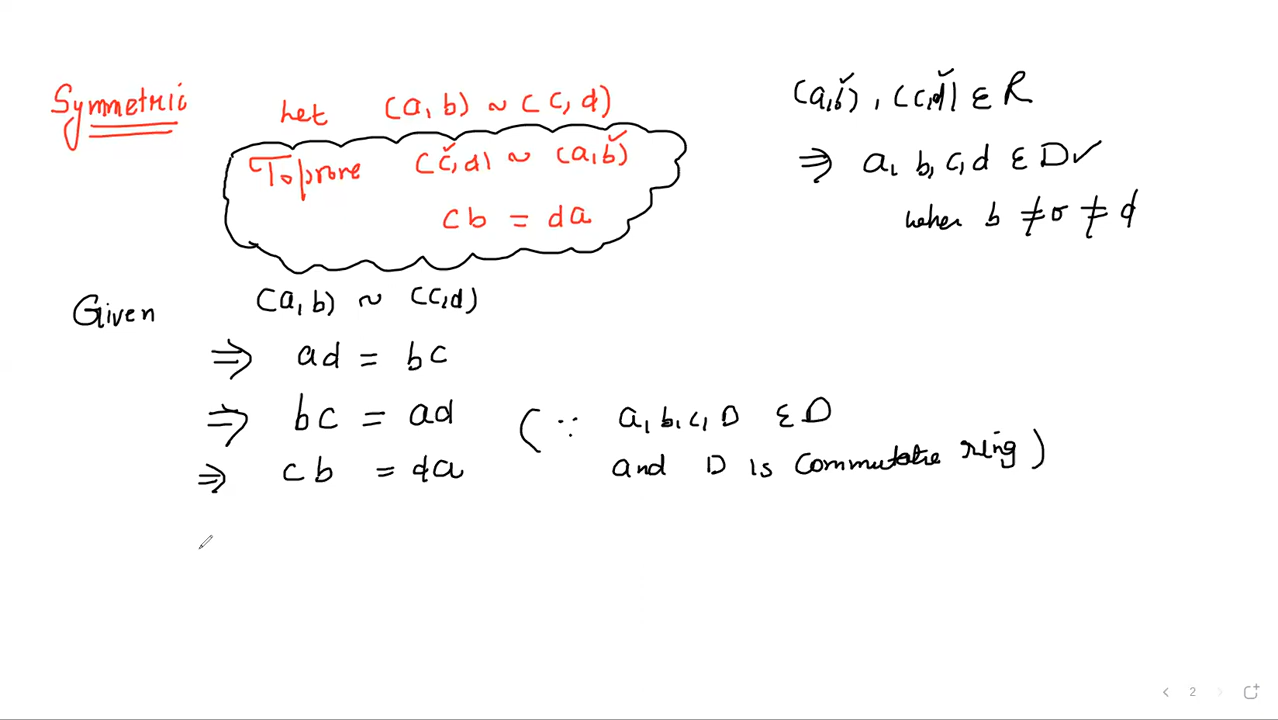 Symmetric
Let (a, b) ~ (c, d)
To prove (c, d) ~ (a, b)
cb = da
(a, b), (c, d) ∈ R
⇒ a, b, c, d ∈ D ✓
when b ≠ 0 ≠ d
Given (a, b) ~ (c, d)
⇒ ad = bc
⇒ bc = ad (∵ a, b, c, D ∈ D
⇒ cb = da and D is commutative ring)
2